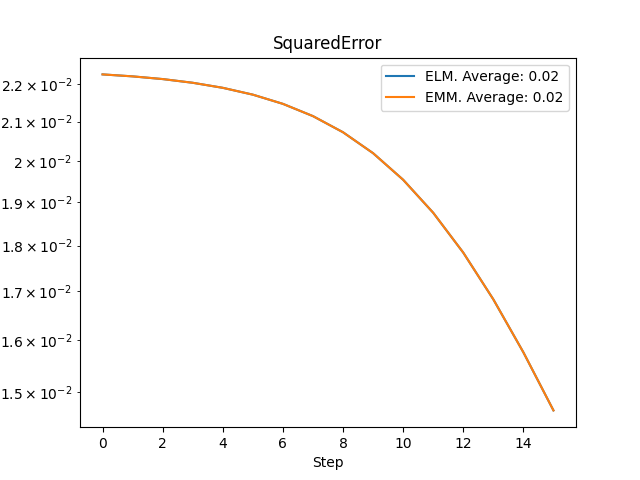 SquaredError
ELM. Average: 0.02
EMM. Average: 0.02
2.2 × 10⁻²
2.1 × 10⁻²
2 × 10⁻²
1.9 × 10⁻²
1.8 × 10⁻²
1.7 × 10⁻²
1.6 × 10⁻²
1.5 × 10⁻²
0 2 4 6 8 10 12 14
Step